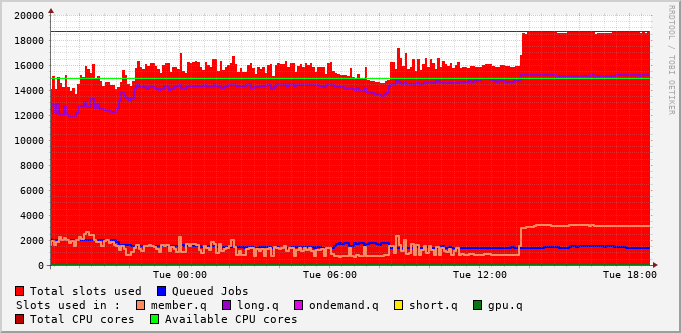 RRDTOOL / TOBI OETIKER
20000
18000
16000
14000
12000
10000
8000
6000
4000
2000
0
Tue 00:00 Tue 06:00 Tue 12:00 Tue 18:00
Total slots used Queued Jobs
Slots used in : member.q long.q ondemand.q short.q gpu.q
Total CPU cores Available CPU cores